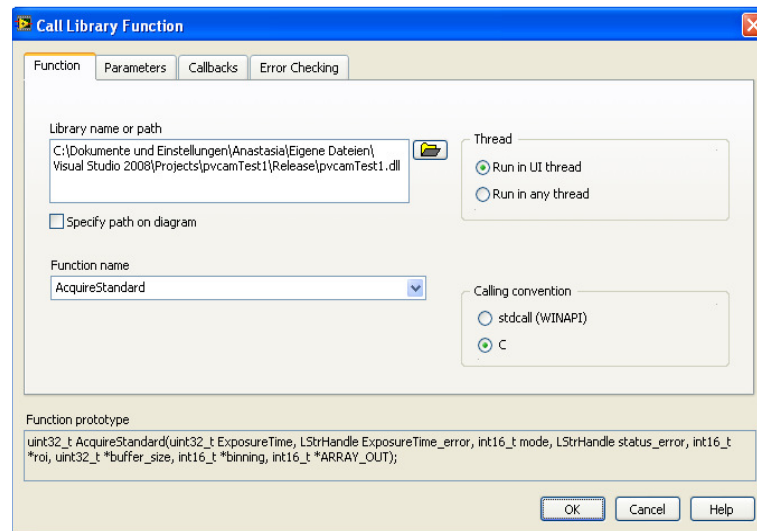 Call Library Function
Function
Parameters
Callbacks
Error Checking
Library name or path
C:\Dokumente und Einstellungen\Anastasia\Eigene Dateien\
Visual Studio 2008\Projects\pvcamTest1\Release\pvcamTest1.dll
Specify path on diagram
Thread
Run in UI thread
Run in any thread
Function name
AcquireStandard
Calling convention
stdcall (WINAPI)
C
Function prototype
uint32_t AcquireStandard(uint32_t ExposureTime, LStrHandle ExposureTime_error, int16_t mode, LStrHandle status_error, int16_t
*roi, uint32_t *buffer_size, int16_t *binning, int16_t *ARRAY_OUT);
OK
Cancel
Help